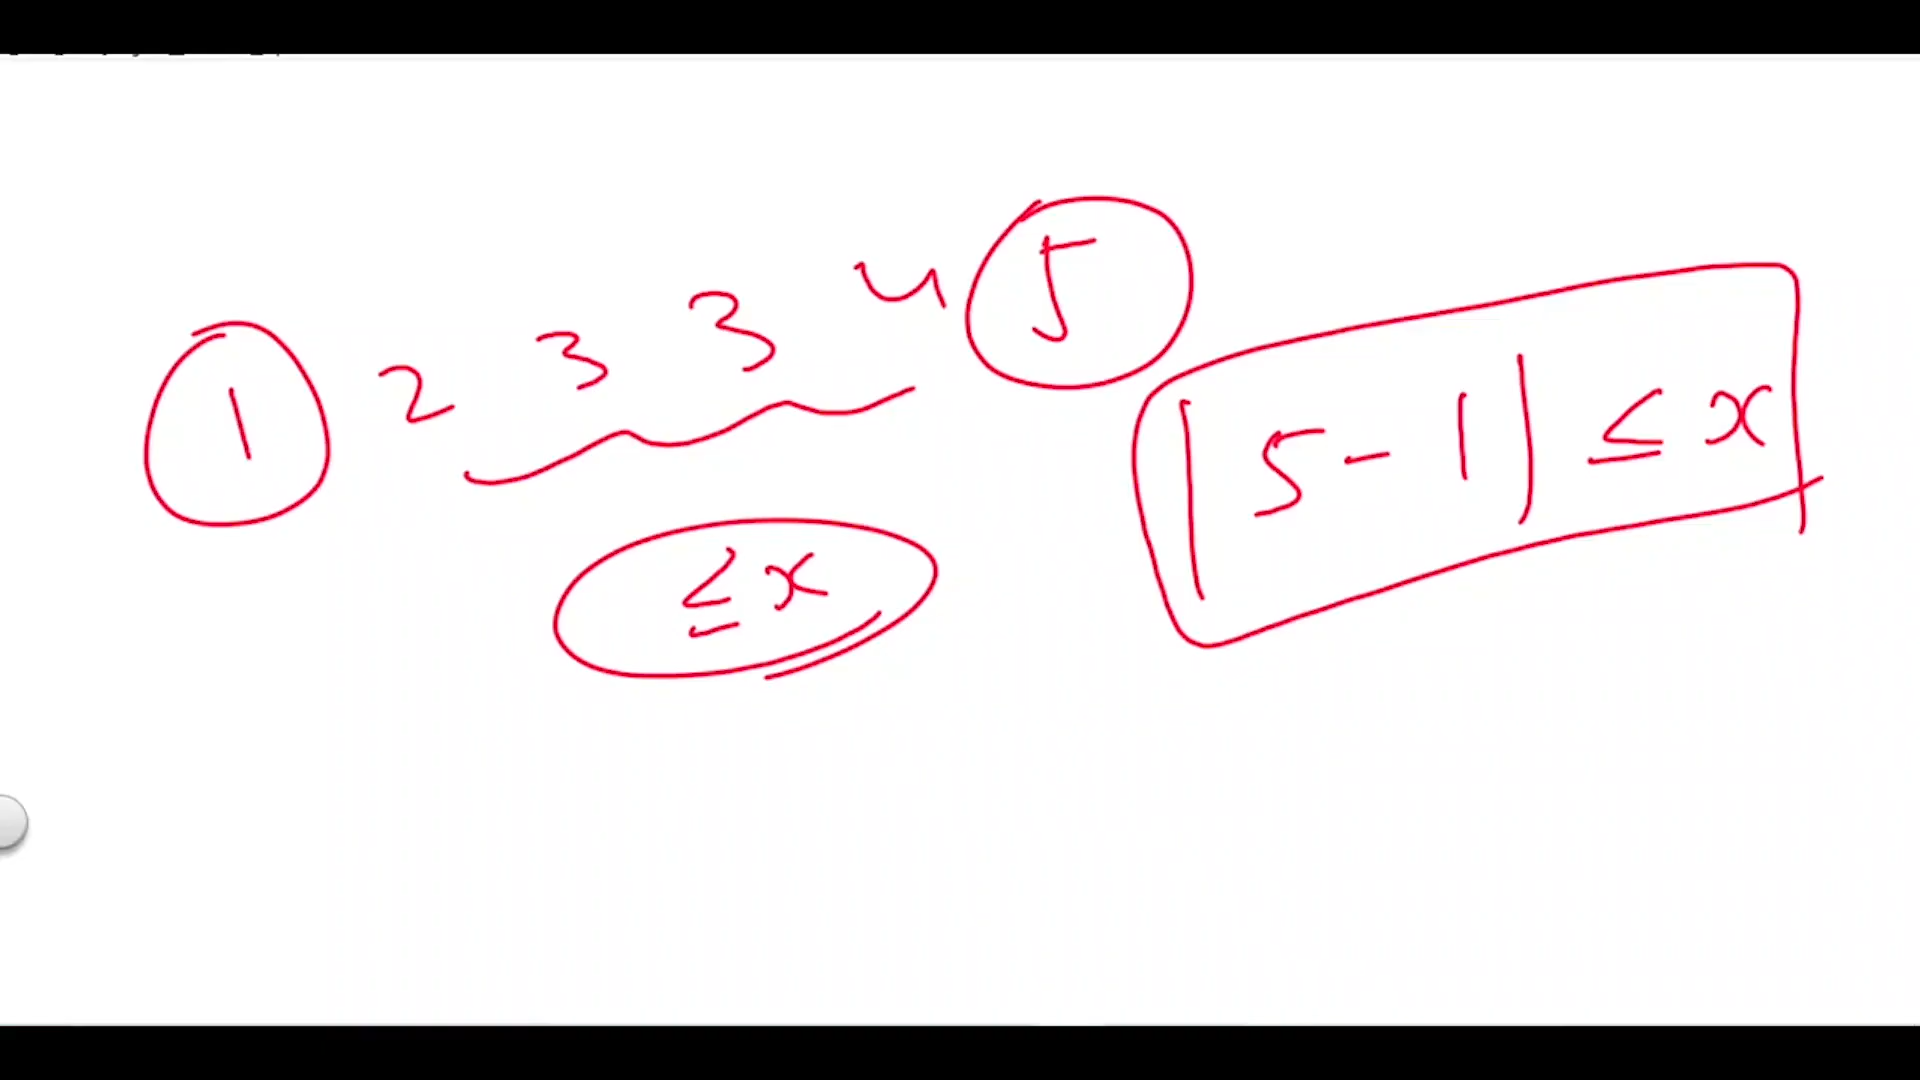 1 2 3 3 4 5
|5-1| ≤ x
≤ x